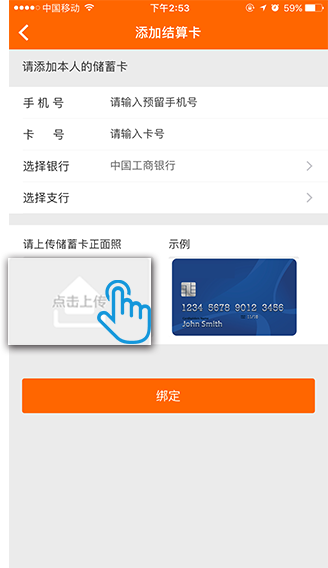 中国移动 下午2:53 59%
添加结算卡
请添加本人的储蓄卡
手 机 号 请输入预留手机号
卡 号 请输入卡号
选择银行 中国工商银行
选择支行
请上传储蓄卡正面照 示例
点击上传
1234 5678 9012 3456
John Smith
绑定